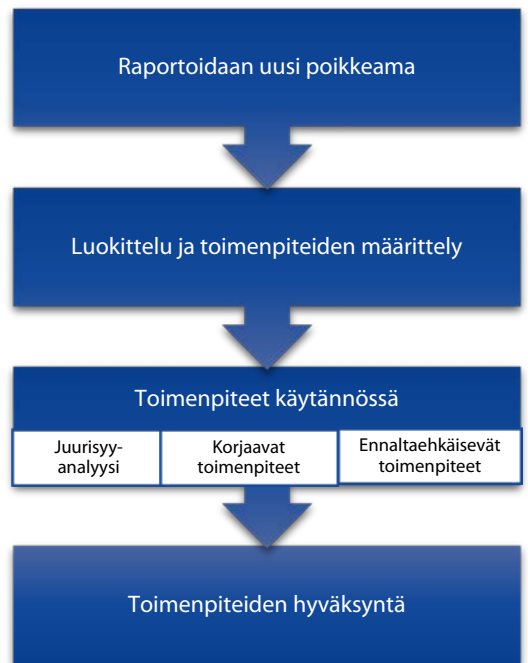 Raportoidaan uusi poikkeama
Luokittelu ja toimenpiteiden määrittely
Toimenpiteet käytännössä
Juurisyy-
analyysi
Korjaavat
toimenpiteet
Ennaltaehkäisevät
toimenpiteet
Toimenpiteiden hyväksyntä